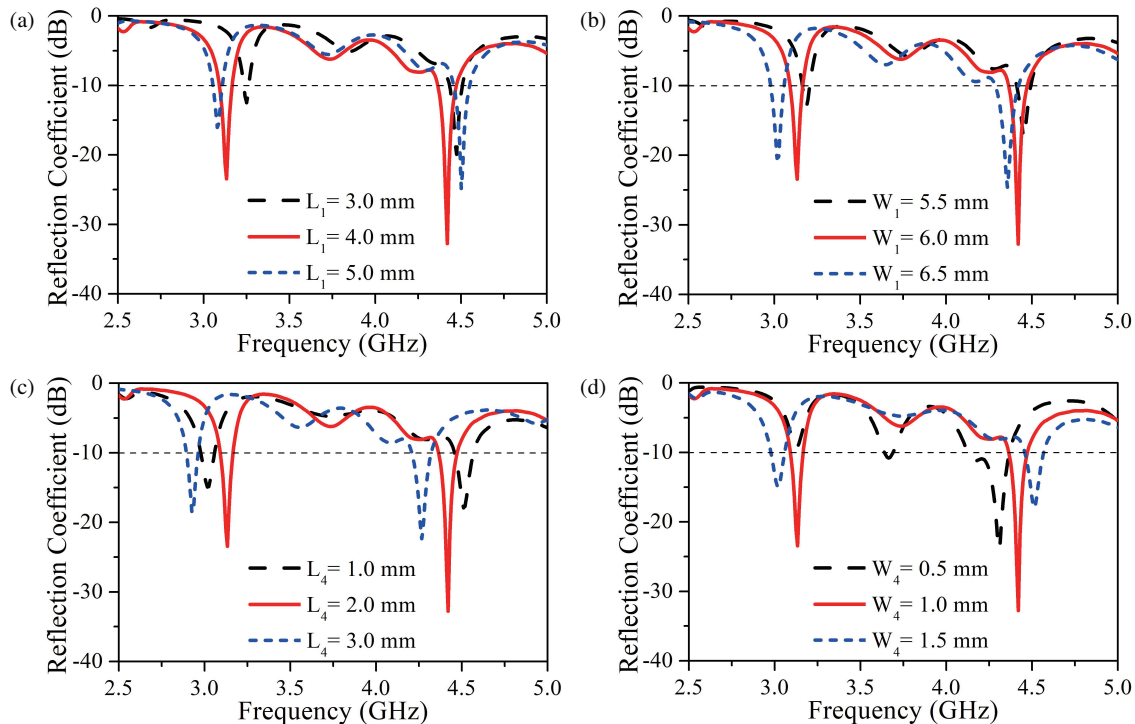 (a)
Reflection Coefficient (dB)
0
-10
-20
-30
-40
L1= 3.0 mm
L1= 4.0 mm
L1= 5.0 mm
2.5 3.0 3.5 4.0 4.5 5.0
Frequency (GHz)
(b)
Reflection Coefficient (dB)
0
-10
-20
-30
-40
W1= 5.5 mm
W1= 6.0 mm
W1= 6.5 mm
2.5 3.0 3.5 4.0 4.5 5.0
Frequency (GHz)
(c)
Reflection Coefficient (dB)
0
-10
-20
-30
-40
L4= 1.0 mm
L4= 2.0 mm
L4= 3.0 mm
2.5 3.0 3.5 4.0 4.5 5.0
Frequency (GHz)
(d)
Reflection Coefficient (dB)
0
-10
-20
-30
-40
W4= 0.5 mm
W4= 1.0 mm
W4= 1.5 mm
2.5 3.0 3.5 4.0 4.5 5.0
Frequency (GHz)